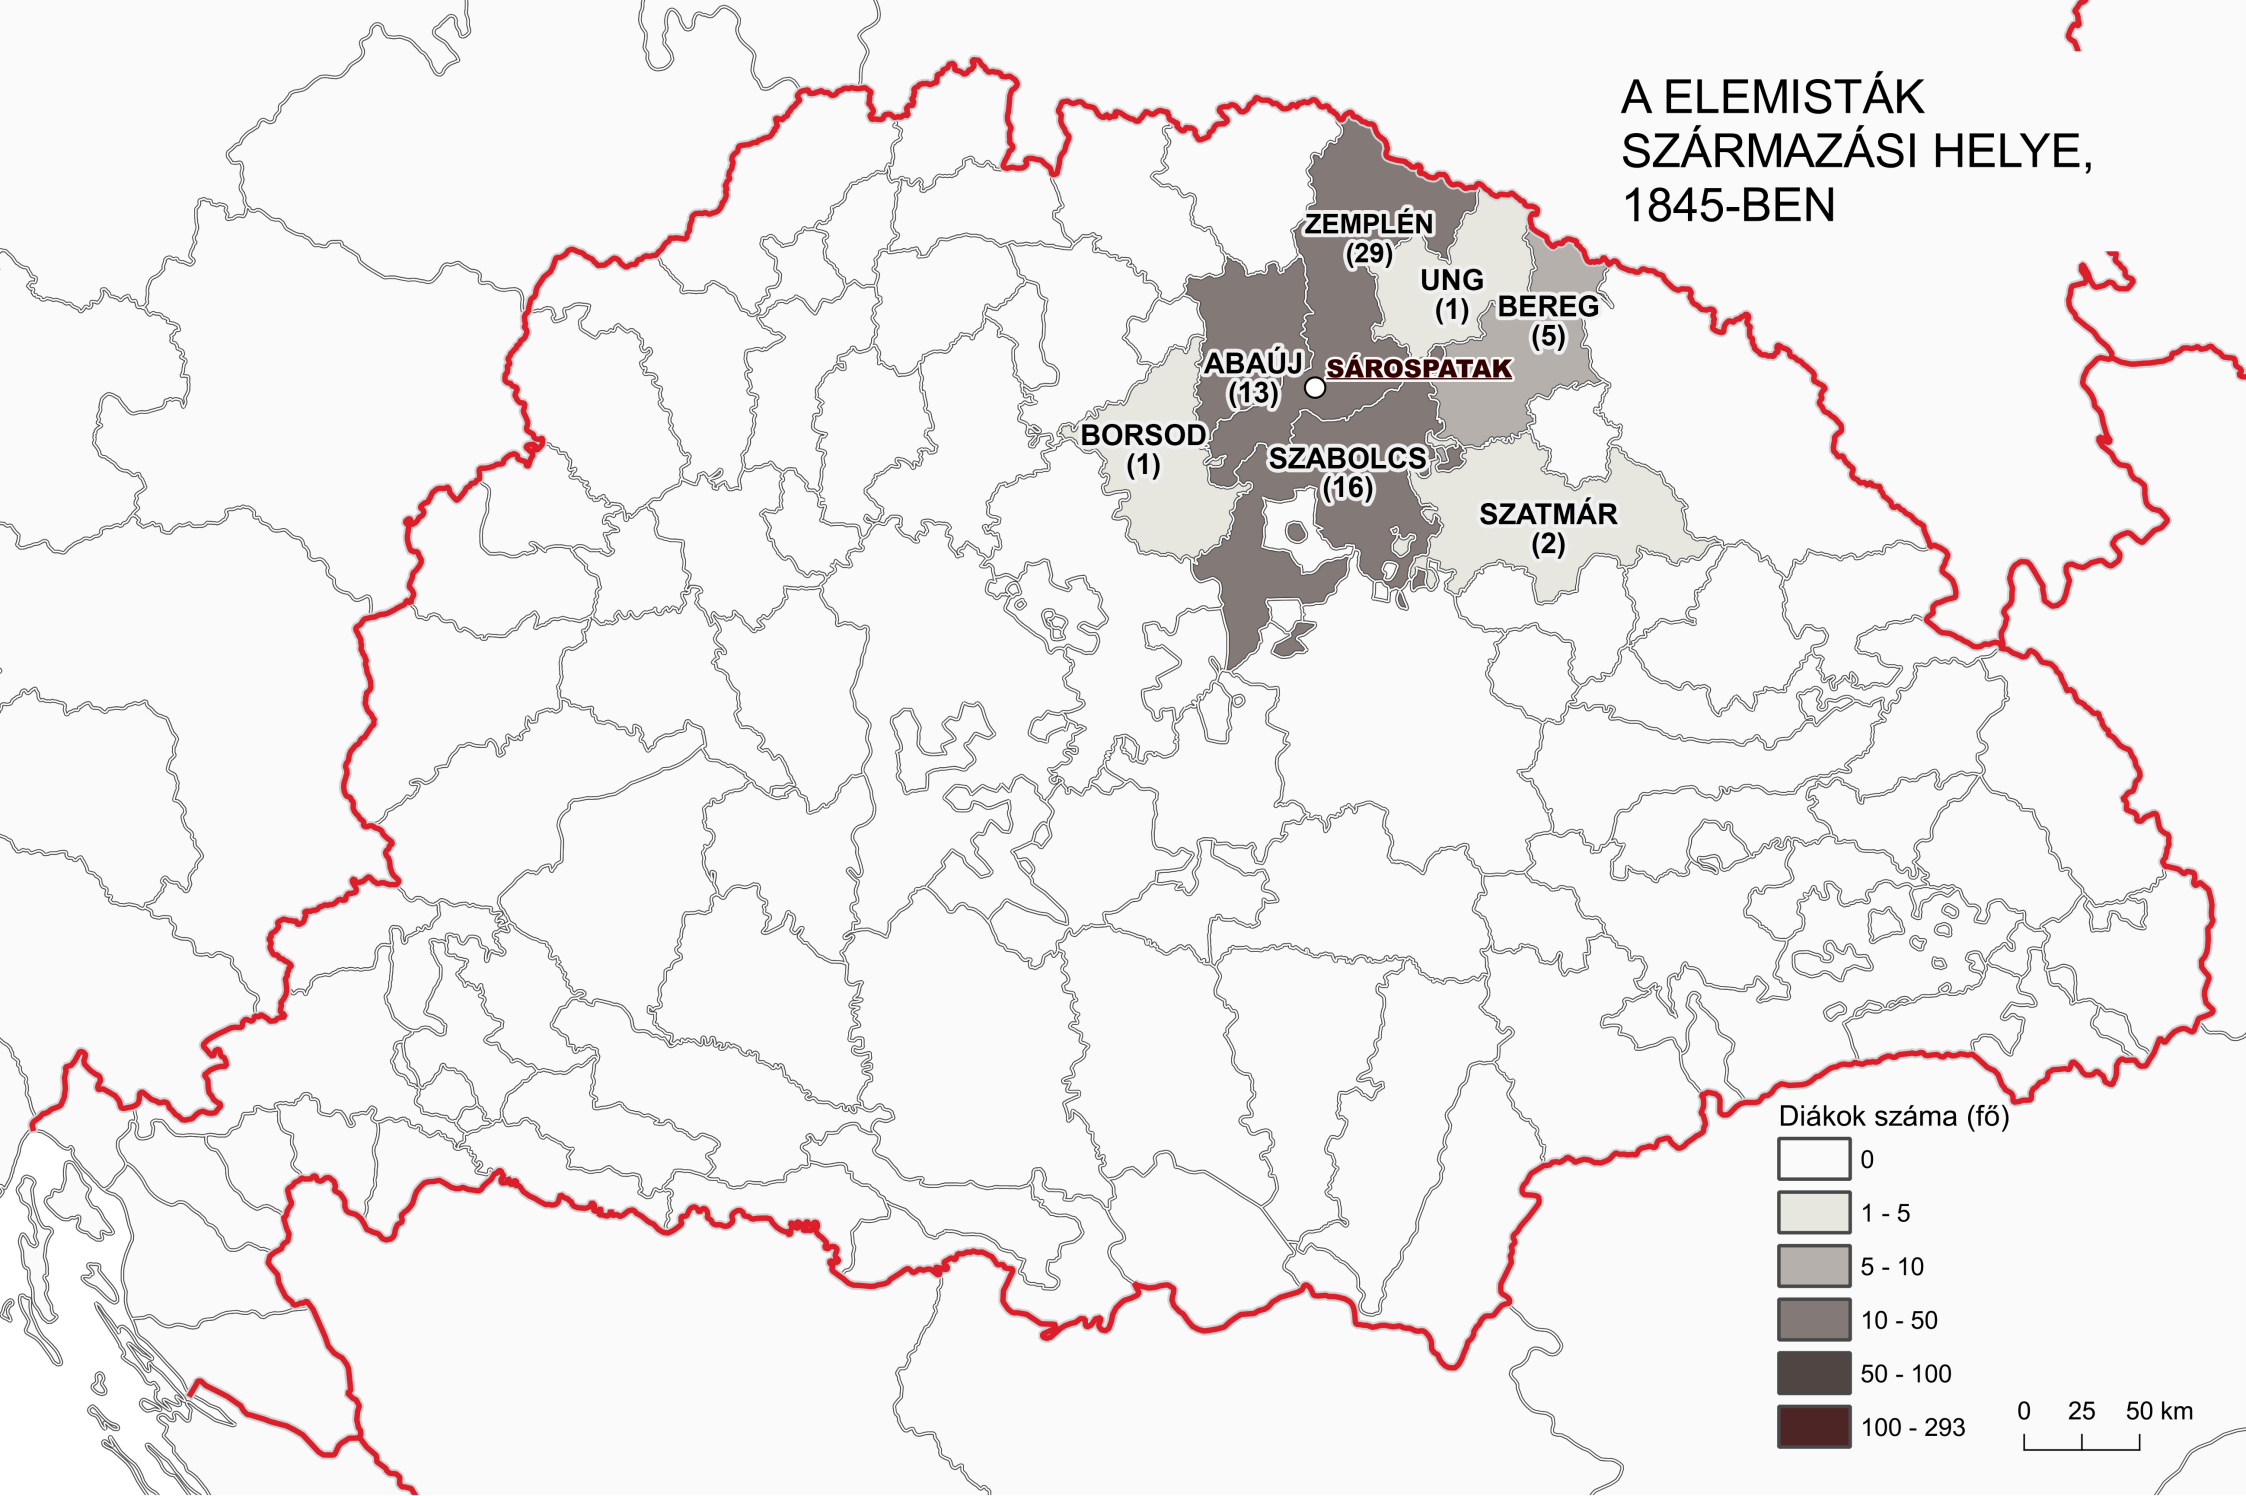 A ELEMISTÁK
SZÁRMAZÁSI HELYE,
1845-BEN
ZEMPLÉN
(29)
UNG
(1)
BEREG
(5)
ABAÚJ
(13)
SÁROSPATAK
BORSOD
(1)
SZABOLCS
(16)
SZATMÁR
(2)
Diákok száma (fő)
0
1 - 5
5 - 10
10 - 50
50 - 100
100 - 293
0 25 50 km